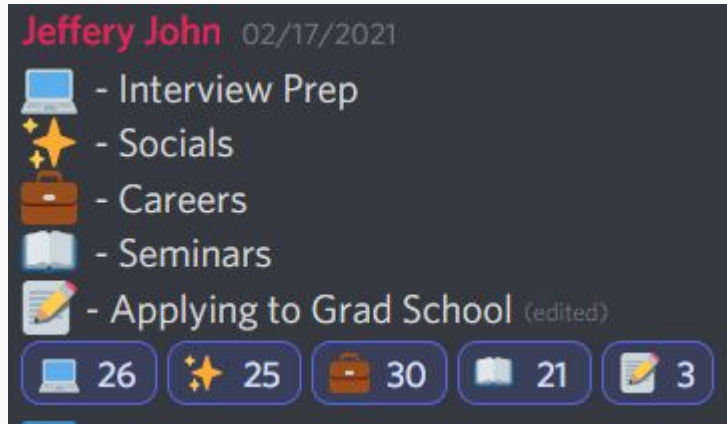 Jeffery John 02/17/2021
💻 - Interview Prep
✨ - Socials
💼 - Careers
📖 - Seminars
📝 - Applying to Grad School (edited)
💻 26 ✨ 25 💼 30 📖 21 📝 3